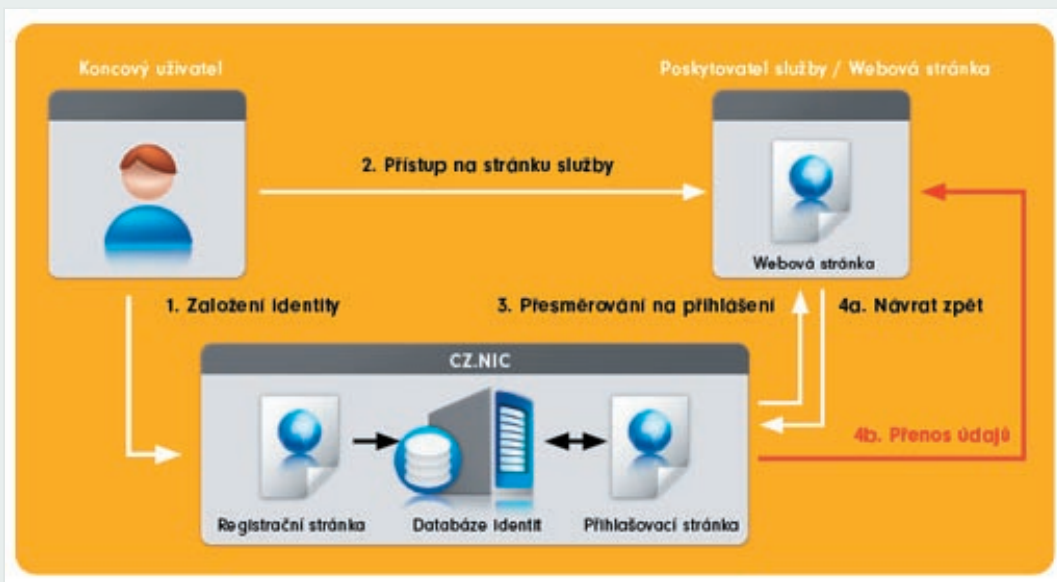 Koncový uživatel
Poskytovatel služby / Webová stránka
2. Přístup na stránku služby
Webová stránka
1. Založení identity
3. Přesměrování na přihlášení
4a. Návrat zpět
CZ.NIC
4b. Přenos údajů
Registrační stránka
Databáze identit
Přihlašovací stránka